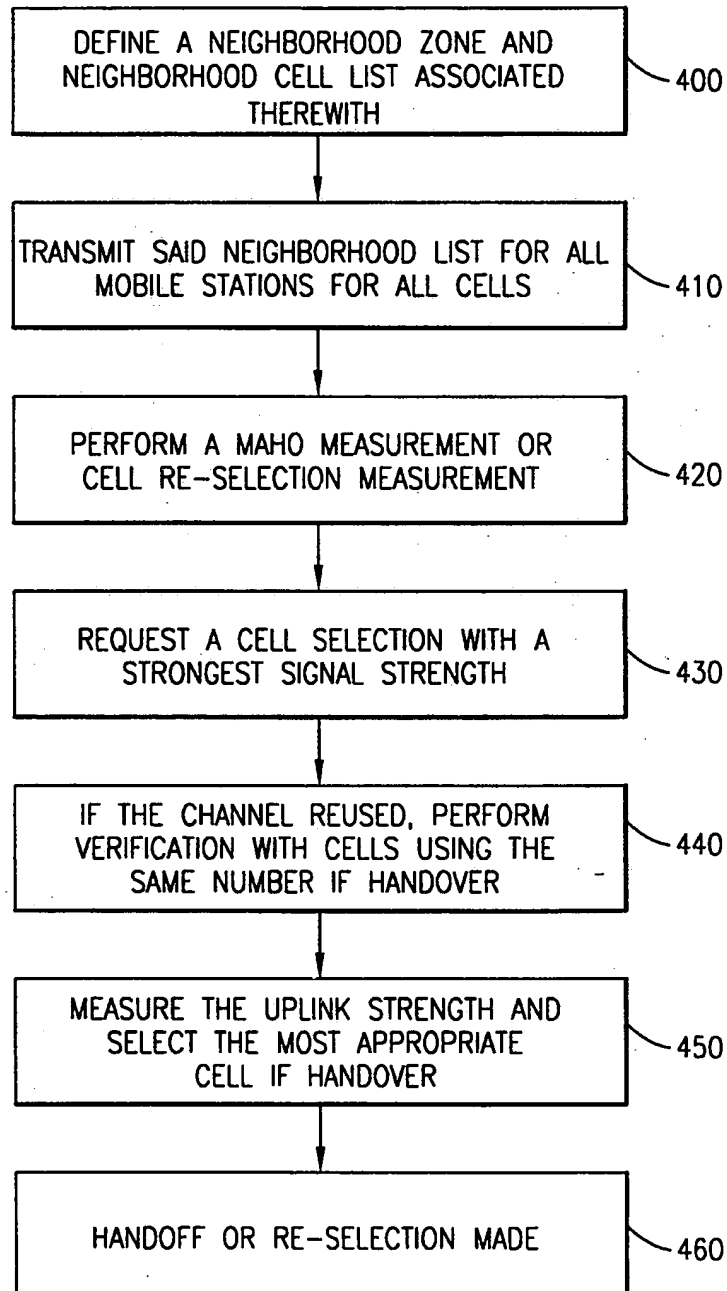 DEFINE A NEIGHBORHOOD ZONE AND
NEIGHBORHOOD CELL LIST ASSOCIATED
THEREWITH
400
TRANSMIT SAID NEIGHBORHOOD LIST FOR ALL
MOBILE STATIONS FOR ALL CELLS
410
PERFORM A MAHO MEASUREMENT OR
CELL RE-SELECTION MEASUREMENT
420
REQUEST A CELL SELECTION WITH A
STRONGEST SIGNAL STRENGTH
430
IF THE CHANNEL REUSED, PERFORM
VERIFICATION WITH CELLS USING THE
SAME NUMBER IF HANDOVER
440
MEASURE THE UPLINK STRENGTH AND
SELECT THE MOST APPROPRIATE
CELL IF HANDOVER
450
HANDOFF OR RE-SELECTION MADE
460